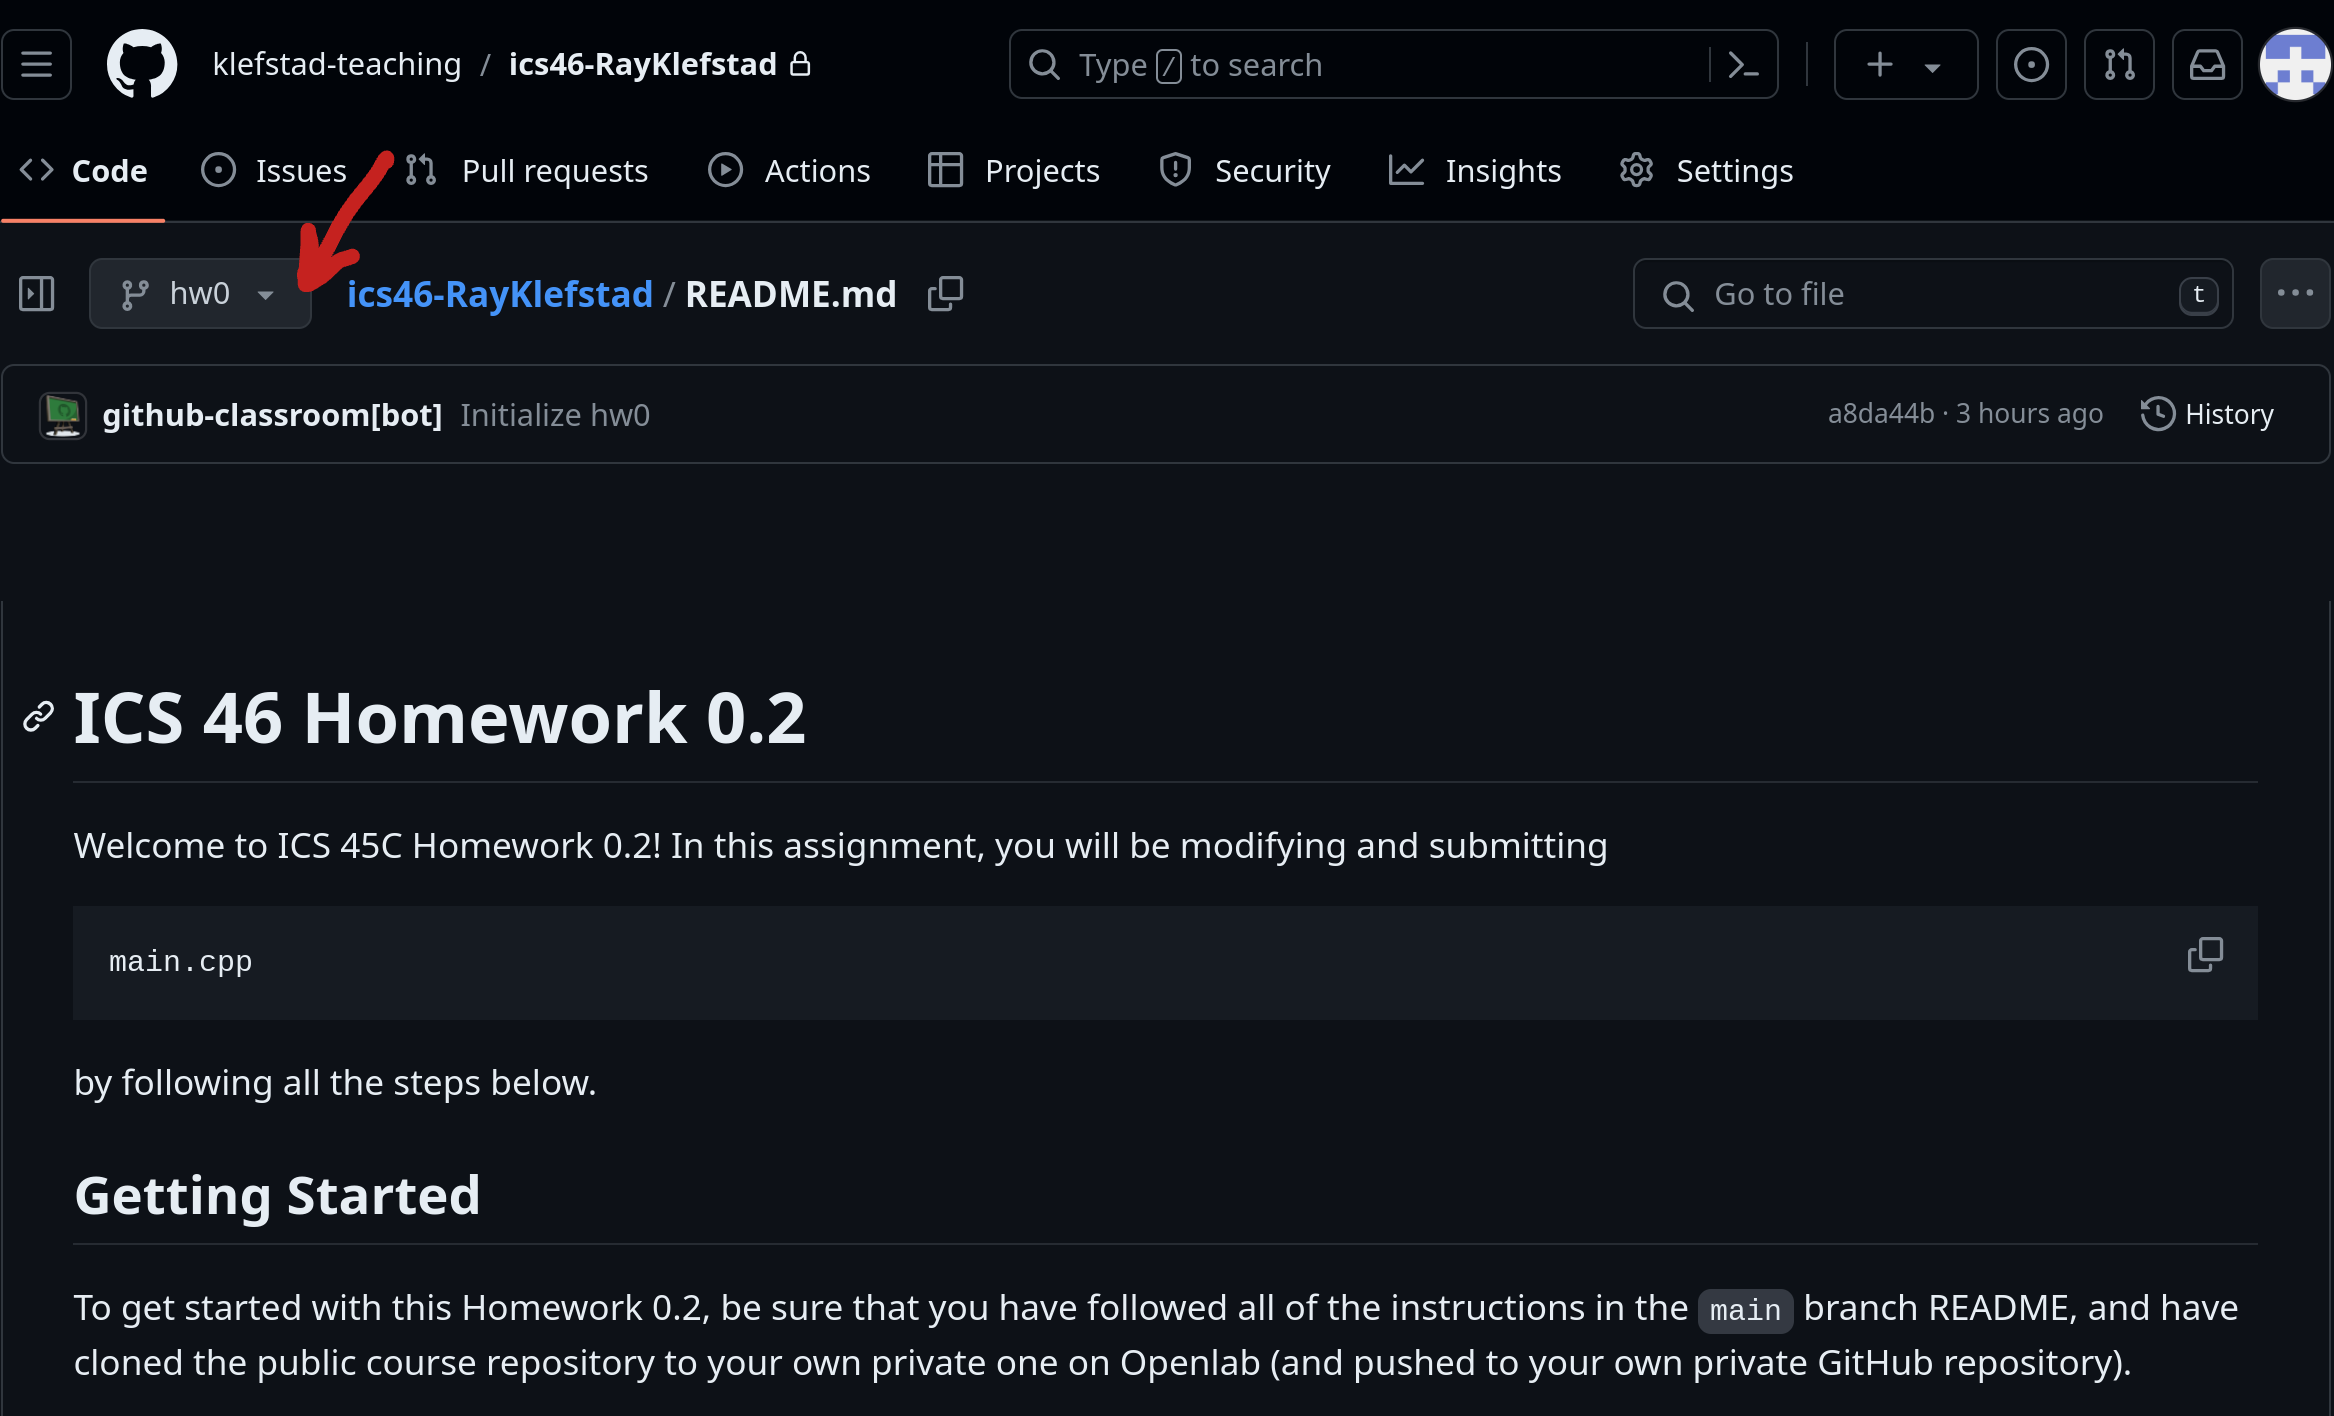 klefstad-teaching / ics46-RayKlefstad
Type / to search
Code Issues Pull requests Actions Projects Security Insights Settings
hw0
ics46-RayKlefstad / README.md
Go to file t
github-classroom[bot] Initialize hw0
a8da44b · 3 hours ago History
ICS 46 Homework 0.2
Welcome to ICS 45C Homework 0.2! In this assignment, you will be modifying and submitting
main.cpp
by following all the steps below.
Getting Started
To get started with this Homework 0.2, be sure that you have followed all of the instructions in the main branch README, and have
cloned the public course repository to your own private one on Openlab (and pushed to your own private GitHub repository).